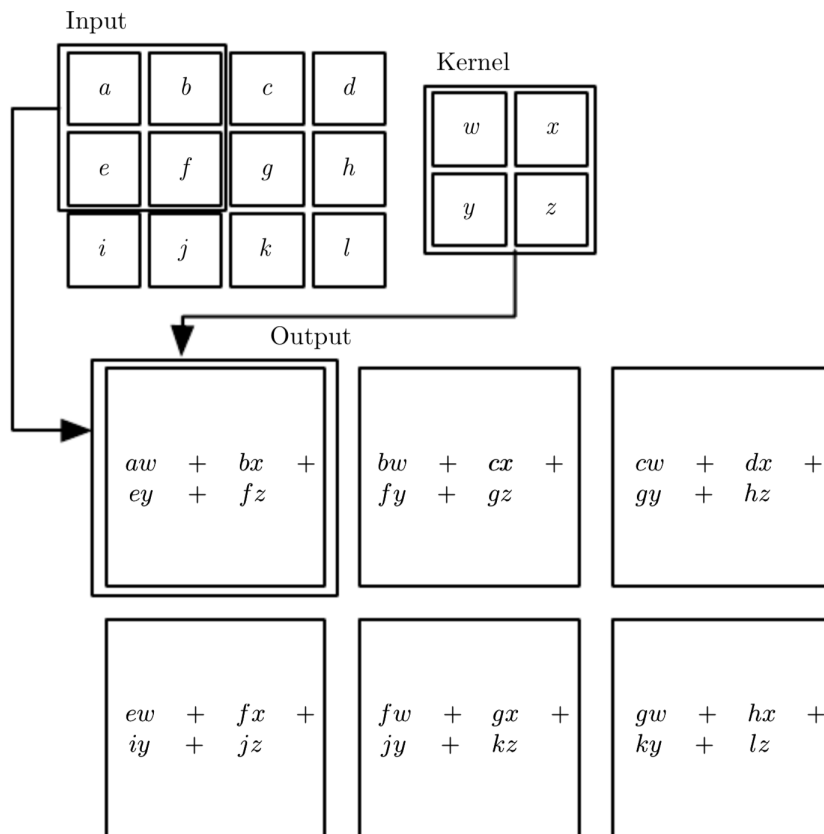 Input
Kernel
a b c d
w x
e f g h
y z
i j k l
Output
aw + bx +
ey + fz
bw + cx +
fy + gz
cw + dx +
gy + hz
ew + fx +
iy + jz
fw + gx +
jy + kz
gw + hx +
ky + lz